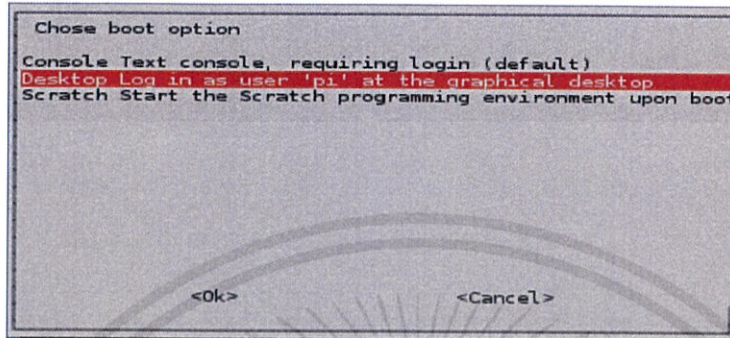 Chose boot option
Console Text console, requiring login (default)
Desktop Log in as user 'pi' at the graphical desktop
Scratch Start the Scratch programming environment upon boot
<Ok> <Cancel>